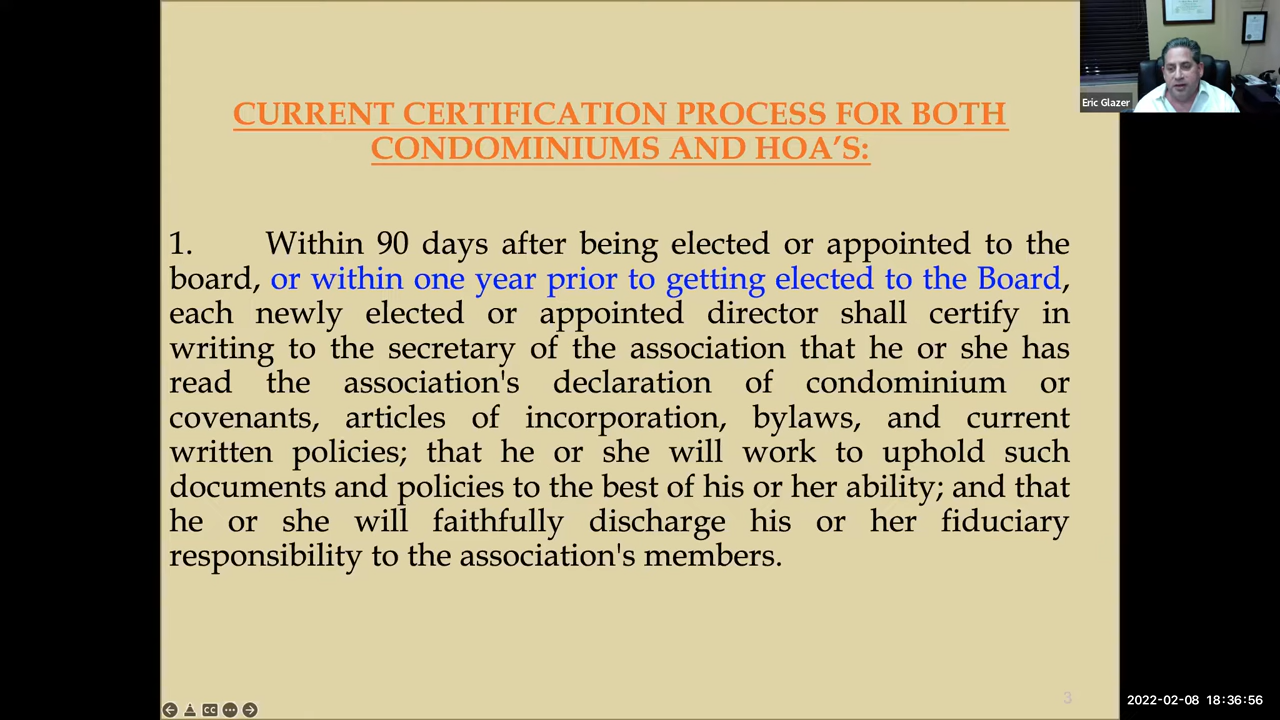 CURRENT CERTIFICATION PROCESS FOR BOTH
CONDOMINIUMS AND HOA’S:
Eric Glazer
1. Within 90 days after being elected or appointed to the
board, or within one year prior to getting elected to the Board,
each newly elected or appointed director shall certify in
writing to the secretary of the association that he or she has
read the association's declaration of condominium or
covenants, articles of incorporation, bylaws, and current
written policies; that he or she will work to uphold such
documents and policies to the best of his or her ability; and that
he or she will faithfully discharge his or her fiduciary
responsibility to the association's members.
CC
3
2022-02-08 18:36:56